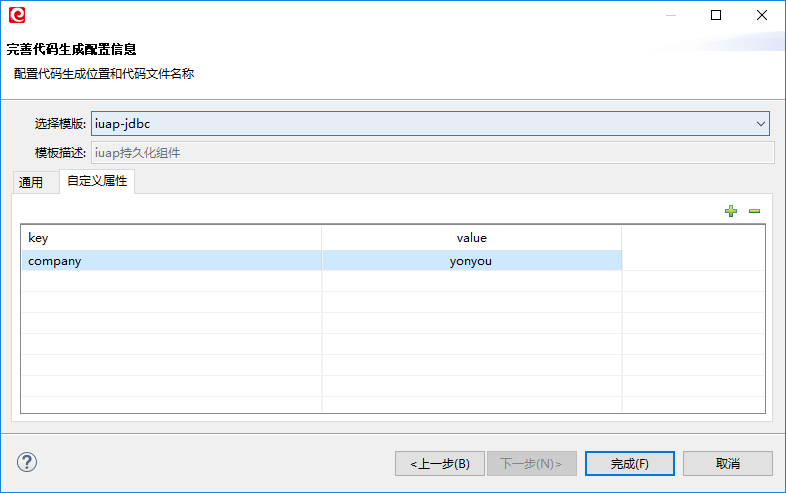 完善代码生成配置信息
配置代码生成位置和代码文件名称
选择模版: iuap-jdbc
模板描述: iuap持久化组件
通用 自定义属性
key value
company yonyou
<上一步(B) 下一步(N)> 完成(F) 取消